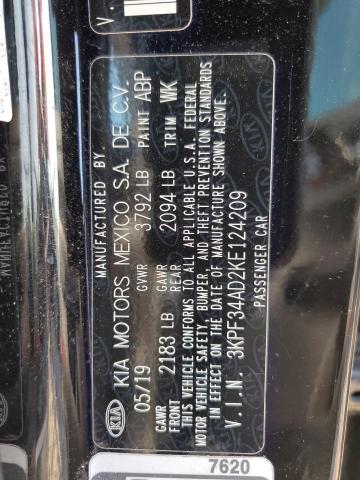 MANUFACTURED BY
KIA KIA MOTORS MEXICO S.A. DE C.V.
05/19 GVWR 3792 LB PAINT ABP
GAWR FRONT 2183 LB GAWR REAR 2094 LB TRIM WK
THIS VEHICLE CONFORMS TO ALL APPLICABLE U.S.A. FEDERAL
MOTOR VEHICLE SAFETY, BUMPER, AND THEFT PREVENTION STANDARDS
IN EFFECT ON THE DATE OF MANUFACTURE SHOWN ABOVE.
V.I.N. 3KPF34AD2KE124209
PASSENGER CAR
7620
V.